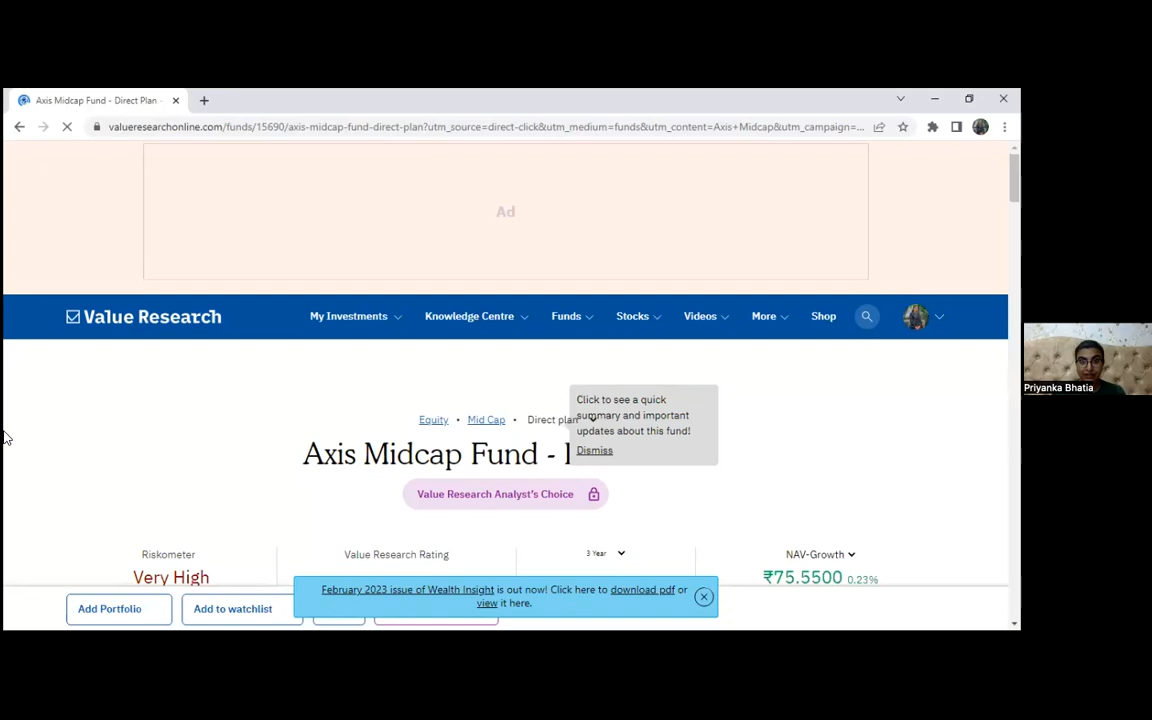 Axis Midcap Fund - Direct Plan -
valueresearchonline.com/funds/15690/axis-midcap-fund-direct-plan?utm_source=direct-click&utm_medium=funds&utm_content=Axis+Midcap&utm_campaign=...
Ad
Value Research
My Investments
Knowledge Centre
Funds
Stocks
Videos
More
Shop
Click to see a quick
summary and important
updates about this fund!
Dismiss
Equity • Mid Cap • Direct plan
Axis Midcap Fund -
Value Research Analyst's Choice
Riskometer
Very High
Value Research Rating
3 Year
NAV-Growth
₹75.5500 0.23%
February 2023 issue of Wealth Insight is out now! Click here to download pdf or
view it here.
Add Portfolio
Add to watchlist
Priyanka Bhatia